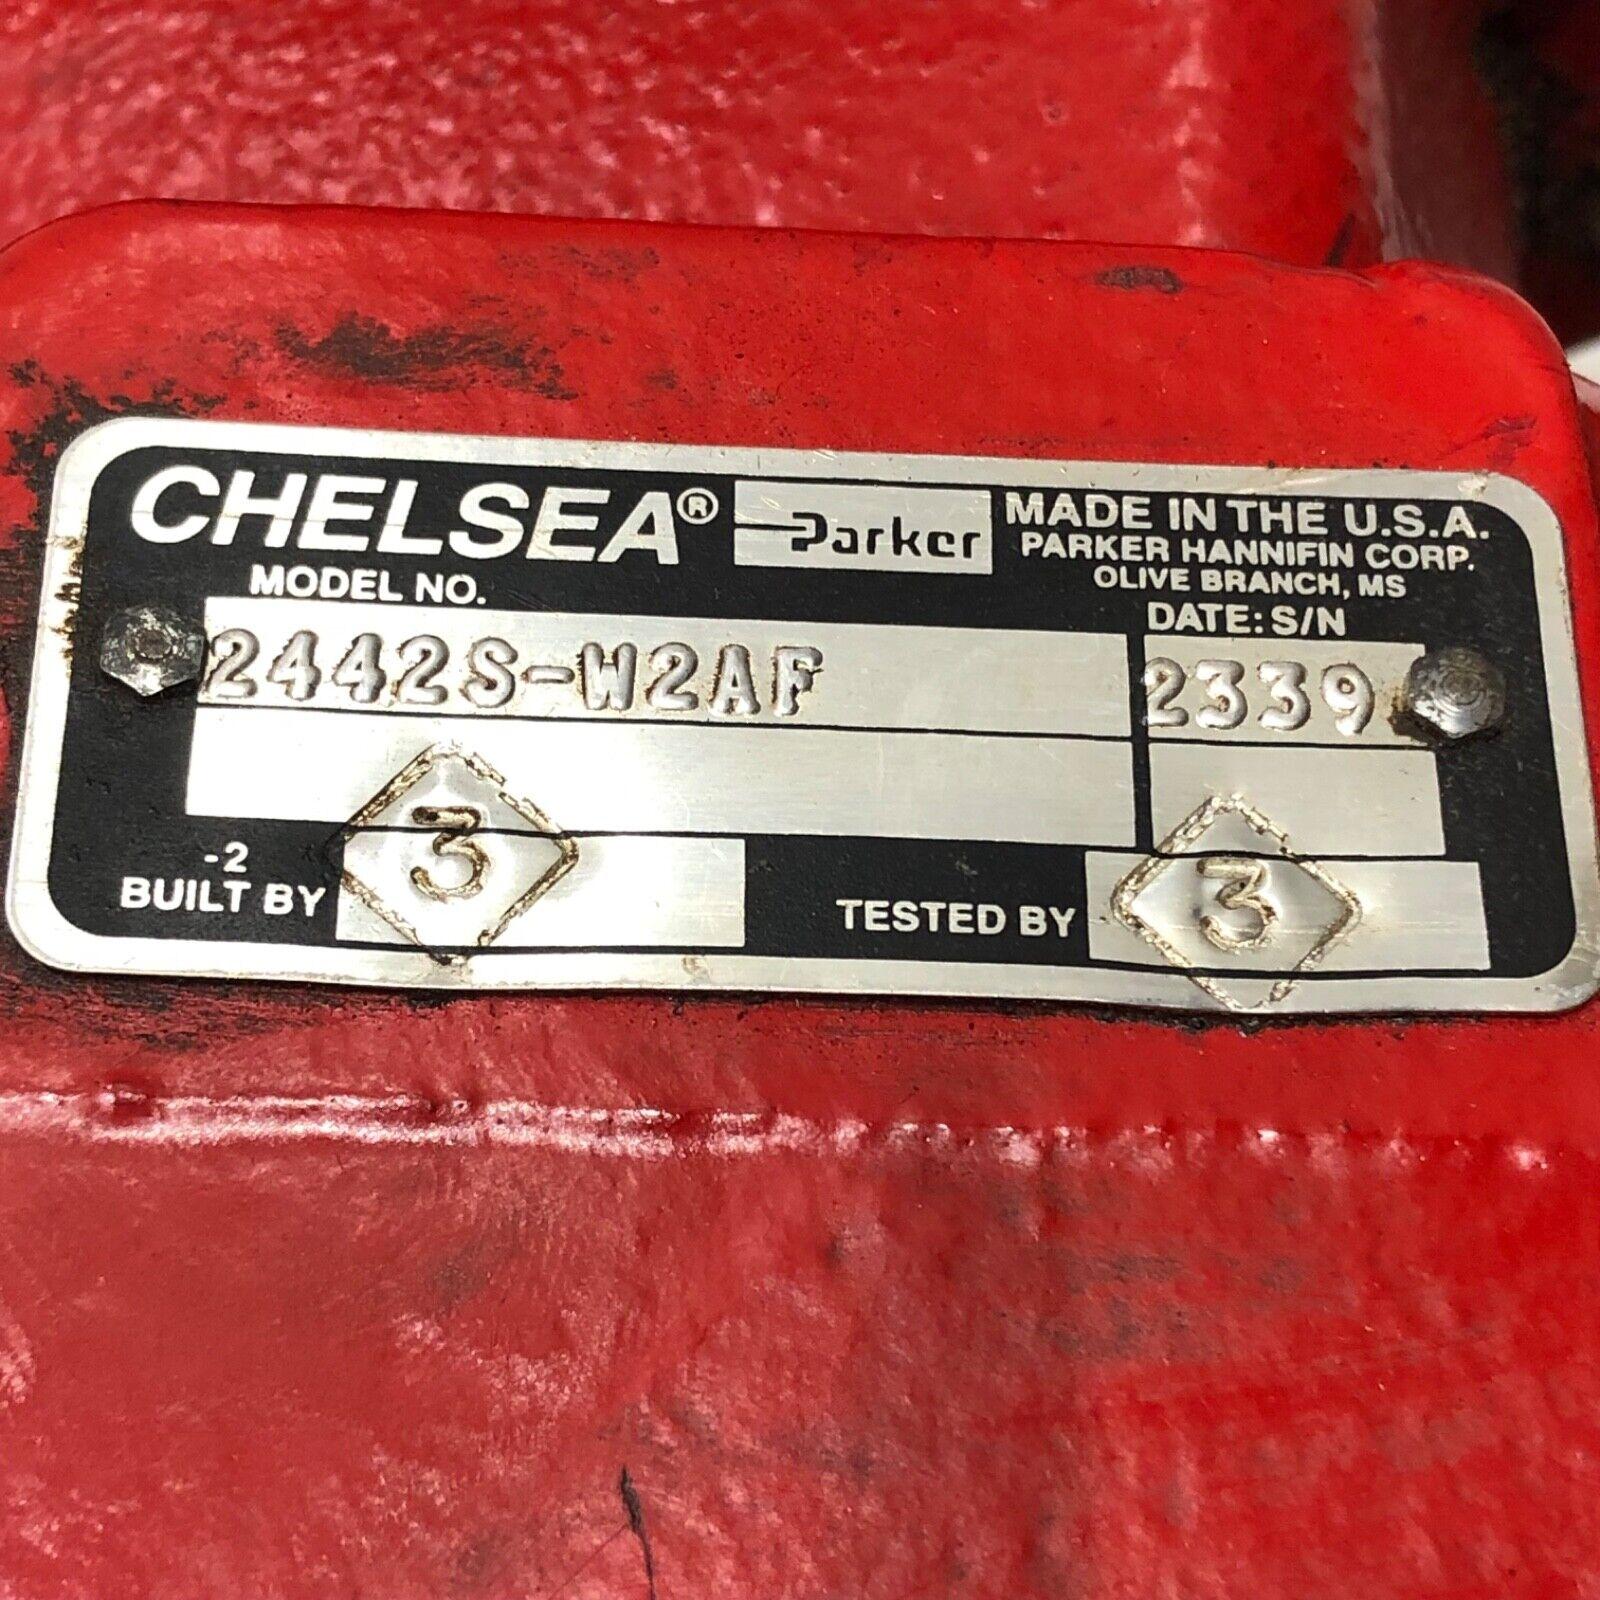 CHELSEA® Parker MADE IN THE U.S.A.
PARKER HANNIFIN CORP.
OLIVE BRANCH, MS
MODEL NO. DATE: S/N
2442S-W2AF 2339
-2
BUILT BY 3 TESTED BY 3